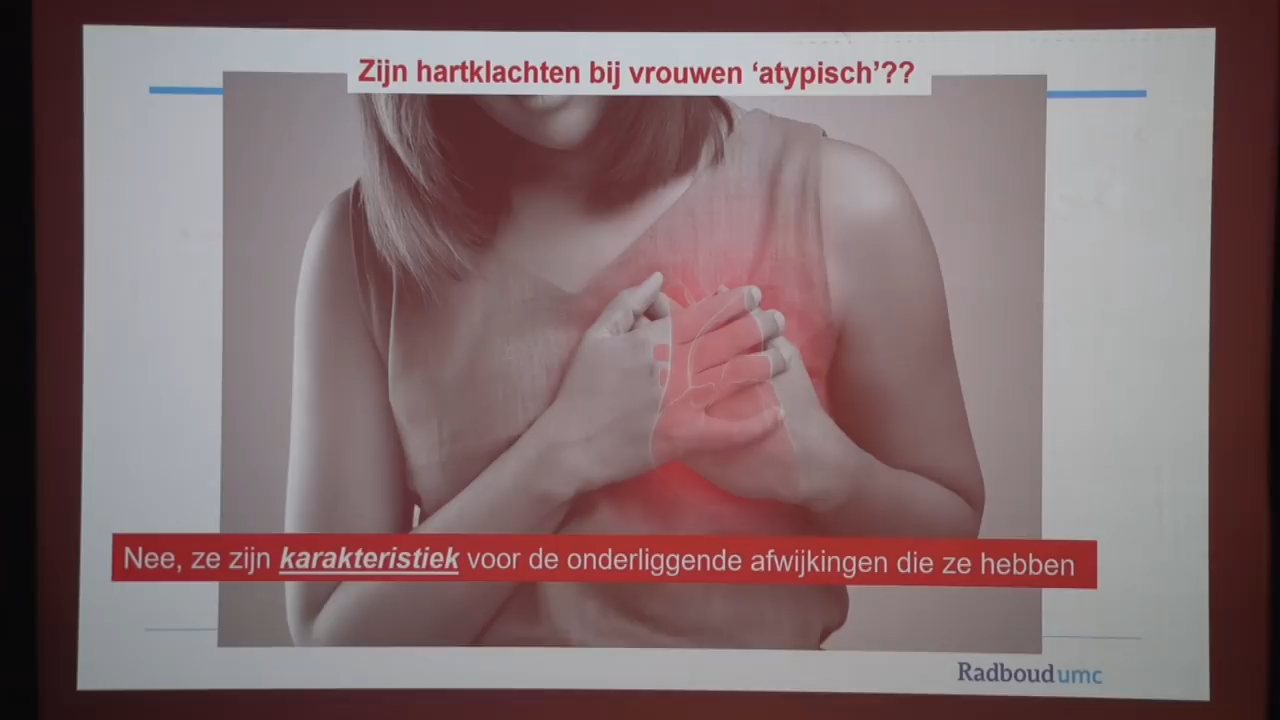 Zijn hartklachten bij vrouwen ‘atypisch’??
Nee, ze zijn karakteristiek voor de onderliggende afwijkingen die ze hebben
Radboudumc